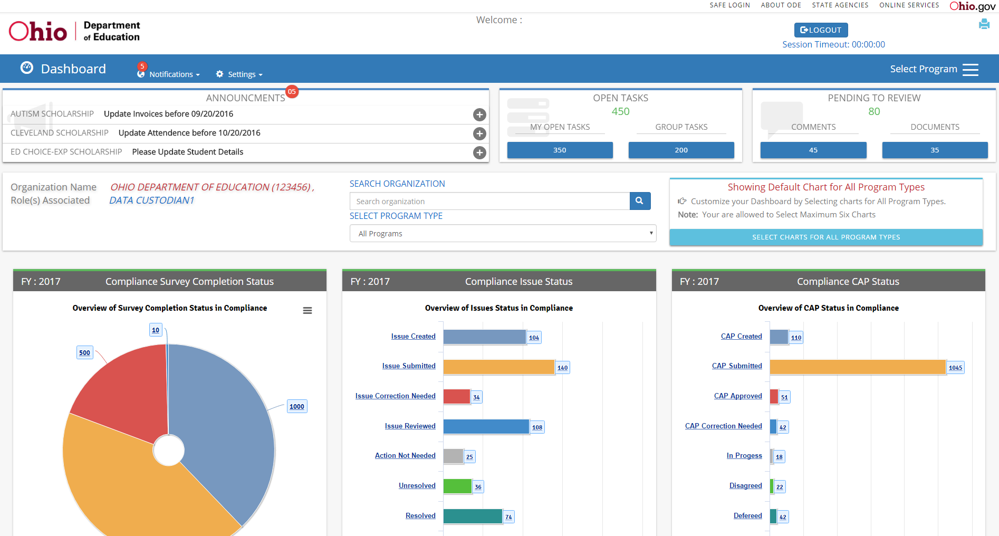 SAFE LOGIN ABOUT ODE STATE AGENCIES ONLINE SERVICES Ohio.gov
Ohio Department of Education
Welcome :
LOGOUT
Session Timeout: 00:00:00
Dashboard 5 Notifications Settings Select Program
ANNOUNCMENTS 05
AUTISM SCHOLARSHIP Update Invoices before 09/20/2016
CLEVELAND SCHOLARSHIP Update Attendence before 10/20/2016
ED CHOICE-EXP SCHOLARSHIP Please Update Student Details
OPEN TASKS
450
MY OPEN TASKS GROUP TASKS
350 200
PENDING TO REVIEW
80
COMMENTS DOCUMENTS
45 35
Organization Name OHIO DEPARTMENT OF EDUCATION (123456) ,
Role(s) Associated DATA CUSTODIAN1
SEARCH ORGANIZATION
Search organization
SELECT PROGRAM TYPE
All Programs
Showing Default Chart for All Program Types
Customize your Dashboard by Selecting charts for All Program Types.
Note: Your are allowed to Select Maximum Six Charts
SELECT CHARTS FOR ALL PROGRAM TYPES
FY : 2017 Compliance Survey Completion Status
Overview of Survey Completion Status in Compliance
10
500
1000
FY : 2017 Compliance Issue Status
Overview of Issues Status in Compliance
Issue Created 104
Issue Submitted 140
Issue Correction Needed 34
Issue Reviewed 108
Action Not Needed 25
Unresolved 36
Resolved 74
FY : 2017 Compliance CAP Status
Overview of CAP Status in Compliance
CAP Created 110
CAP Submitted 1045
CAP Approved 51
CAP Correction Needed 42
In Progess 18
Disagreed 22
Defereed 42